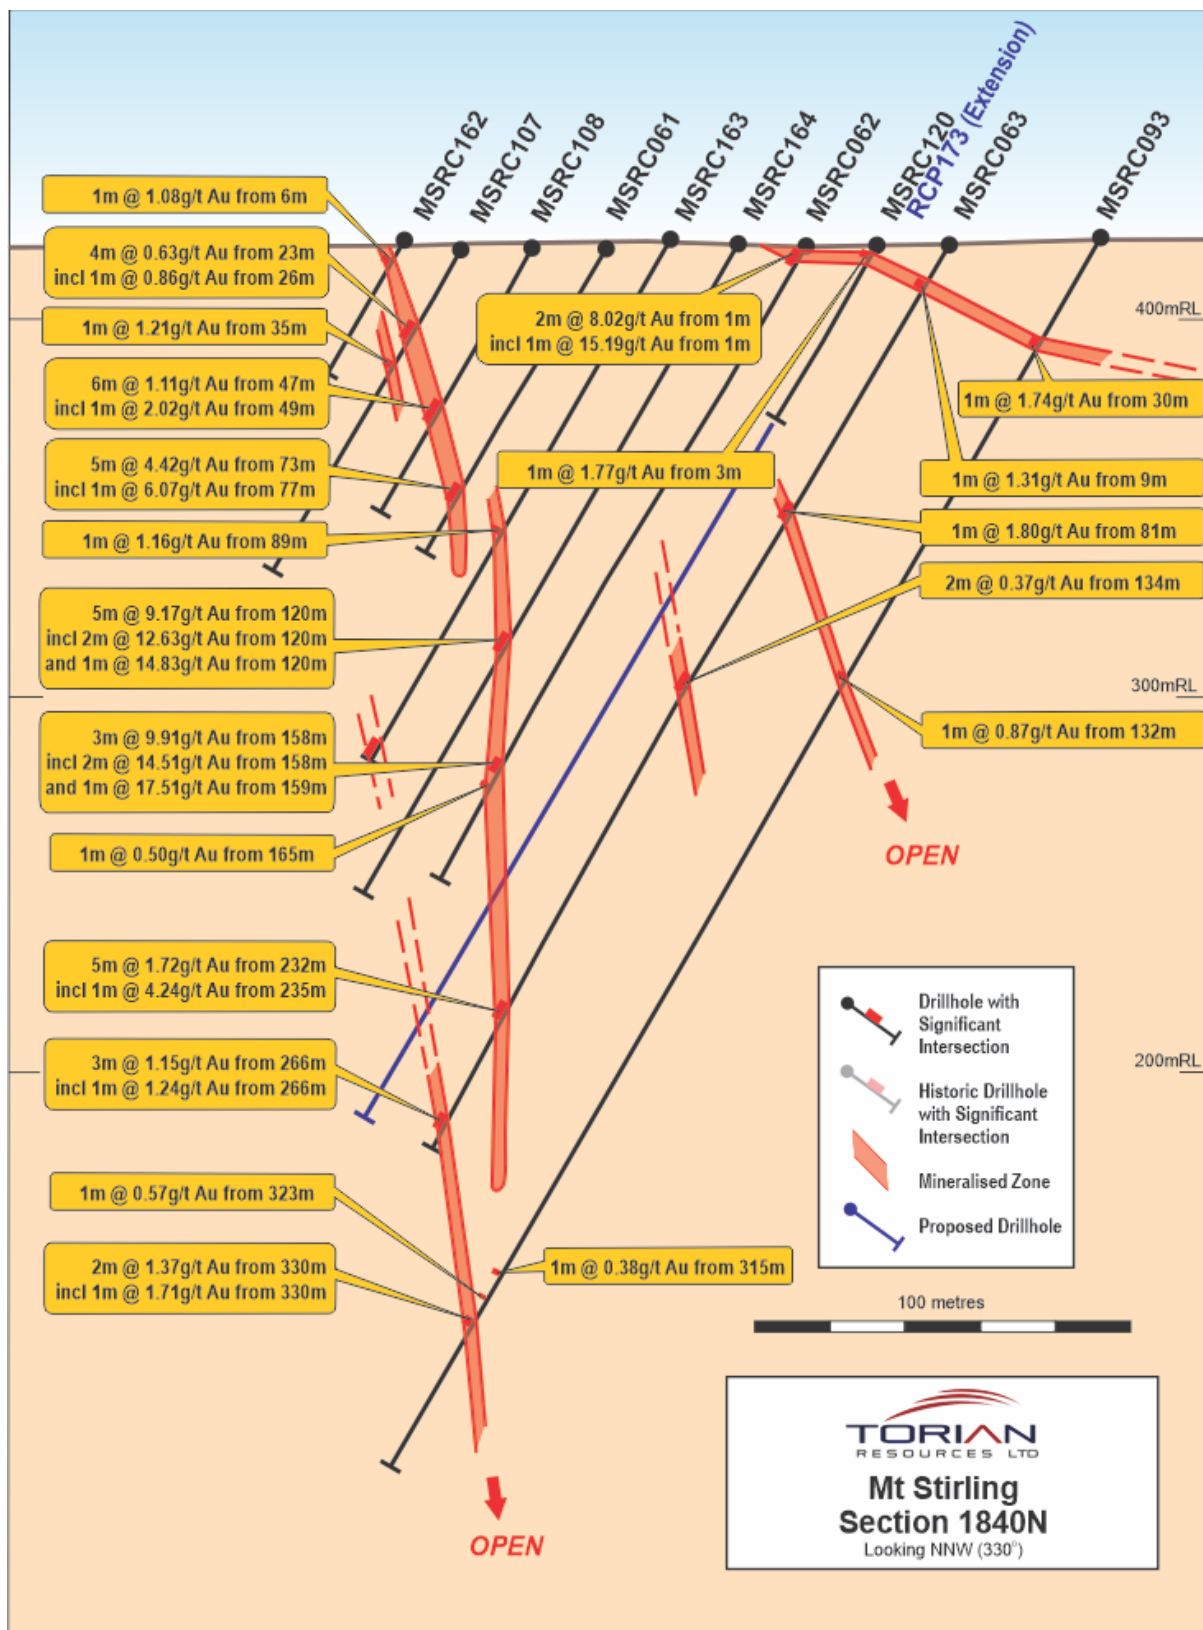 MSRC162
MSRC107
MSRC108
MSRC061
MSRC163
MSRC164
MSRC062
MSRC120
RCP173 (Extension)
MSRC063
MSRC093
1m @ 1.08g/t Au from 6m
4m @ 0.63g/t Au from 23m
incl 1m @ 0.86g/t Au from 26m
1m @ 1.21g/t Au from 35m
6m @ 1.11g/t Au from 47m
incl 1m @ 2.02g/t Au from 49m
5m @ 4.42g/t Au from 73m
incl 1m @ 6.07g/t Au from 77m
1m @ 1.16g/t Au from 89m
5m @ 9.17g/t Au from 120m
incl 2m @ 12.63g/t Au from 120m
and 1m @ 14.83g/t Au from 120m
3m @ 9.91g/t Au from 158m
incl 2m @ 14.51g/t Au from 158m
and 1m @ 17.51g/t Au from 159m
1m @ 0.50g/t Au from 165m
5m @ 1.72g/t Au from 232m
incl 1m @ 4.24g/t Au from 235m
3m @ 1.15g/t Au from 266m
incl 1m @ 1.24g/t Au from 266m
1m @ 0.57g/t Au from 323m
2m @ 1.37g/t Au from 330m
incl 1m @ 1.71g/t Au from 330m
2m @ 8.02g/t Au from 1m
incl 1m @ 15.19g/t Au from 1m
1m @ 1.77g/t Au from 3m
400mRL
1m @ 1.74g/t Au from 30m
1m @ 1.31g/t Au from 9m
1m @ 1.80g/t Au from 81m
2m @ 0.37g/t Au from 134m
300mRL
1m @ 0.87g/t Au from 132m
OPEN
200mRL
1m @ 0.38g/t Au from 315m
OPEN
Drillhole with
Significant
Intersection
Historic Drillhole
with Significant
Intersection
Mineralised Zone
Proposed Drillhole
100 metres
TORIAN
RESOURCES LTD
Mt Stirling
Section 1840N
Looking NNW (330°)